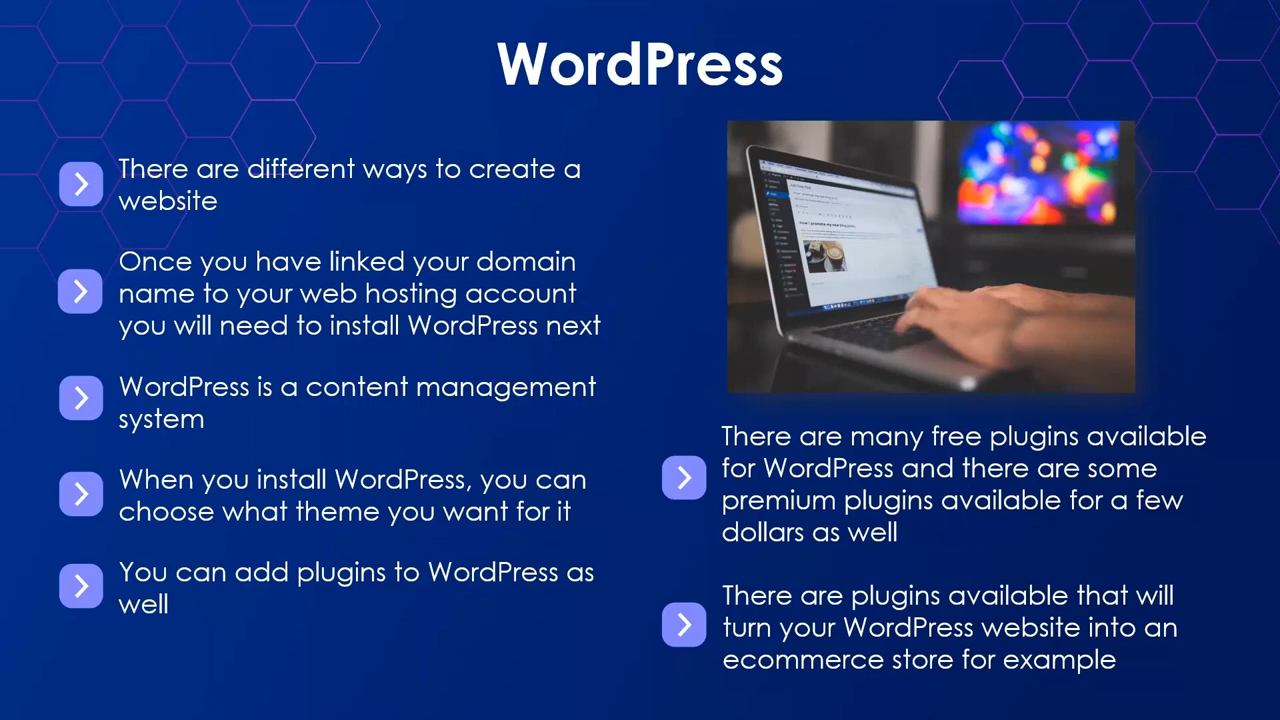 WordPress
There are different ways to create a
website
Once you have linked your domain
name to your web hosting account
you will need to install WordPress next
WordPress is a content management
system
When you install WordPress, you can
choose what theme you want for it
You can add plugins to WordPress as
well
There are many free plugins available
for WordPress and there are some
premium plugins available for a few
dollars as well
There are plugins available that will
turn your WordPress website into an
ecommerce store for example